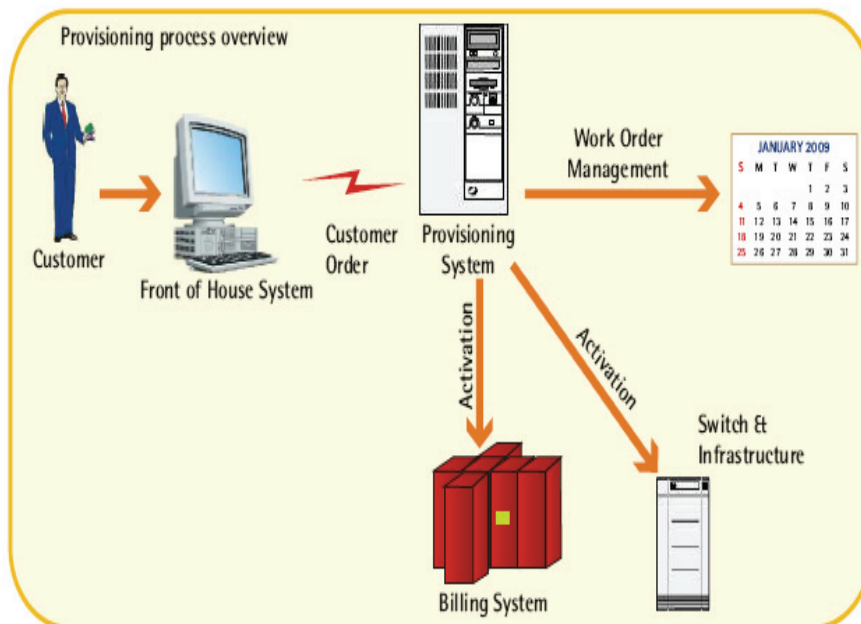 Provisioning process overview
Customer
Front of House System
Customer
Order
Provisioning
System
Work Order
Management
JANUARY 2009
S M T W T F S
1 2 3
4 5 6 7 8 9 10
11 12 13 14 15 16 17
18 19 20 21 22 23 24
25 26 27 28 29 30 31
Activation
Activation
Switch &
Infrastructure
Billing System